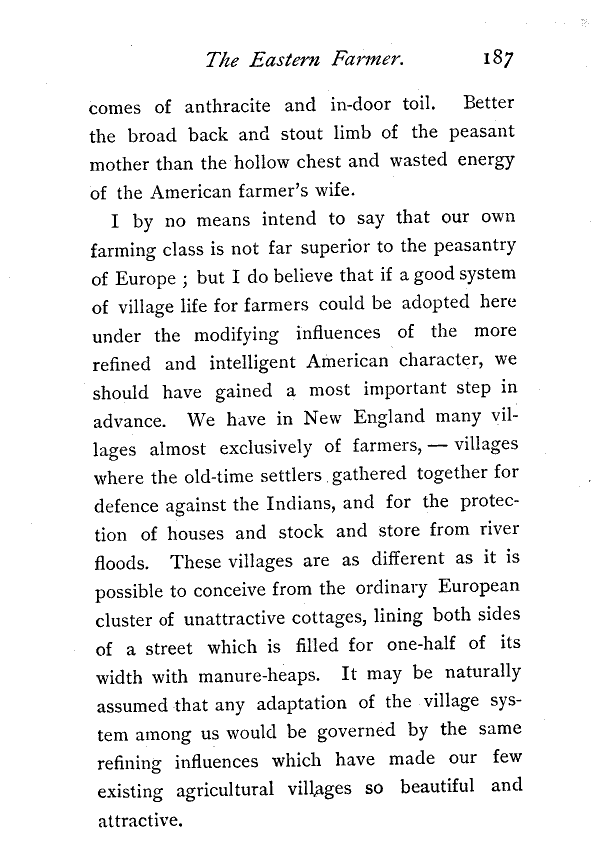 The Eastern Farmer. 187
comes of anthracite and in-door toil. Better
the broad back and stout limb of the peasant
mother than the hollow chest and wasted energy
of the American farmer's wife.
I by no means intend to say that our own
farming class is not far superior to the peasantry
of Europe ; but I do believe that if a good system
of village life for farmers could be adopted here
under the modifying influences of the more
refined and intelligent American character, we
should have gained a most important step in
advance. We have in New England many vil-
lages almost exclusively of farmers, — villages
where the old-time settlers gathered together for
defence against the Indians, and for the protec-
tion of houses and stock and store from river
floods. These villages are as different as it is
possible to conceive from the ordinary European
cluster of unattractive cottages, lining both sides
of a street which is filled for one-half of its
width with manure-heaps. It may be naturally
assumed that any adaptation of the village sys-
tem among us would be governed by the same
refining influences which have made our few
existing agricultural villages so beautiful and
attractive.